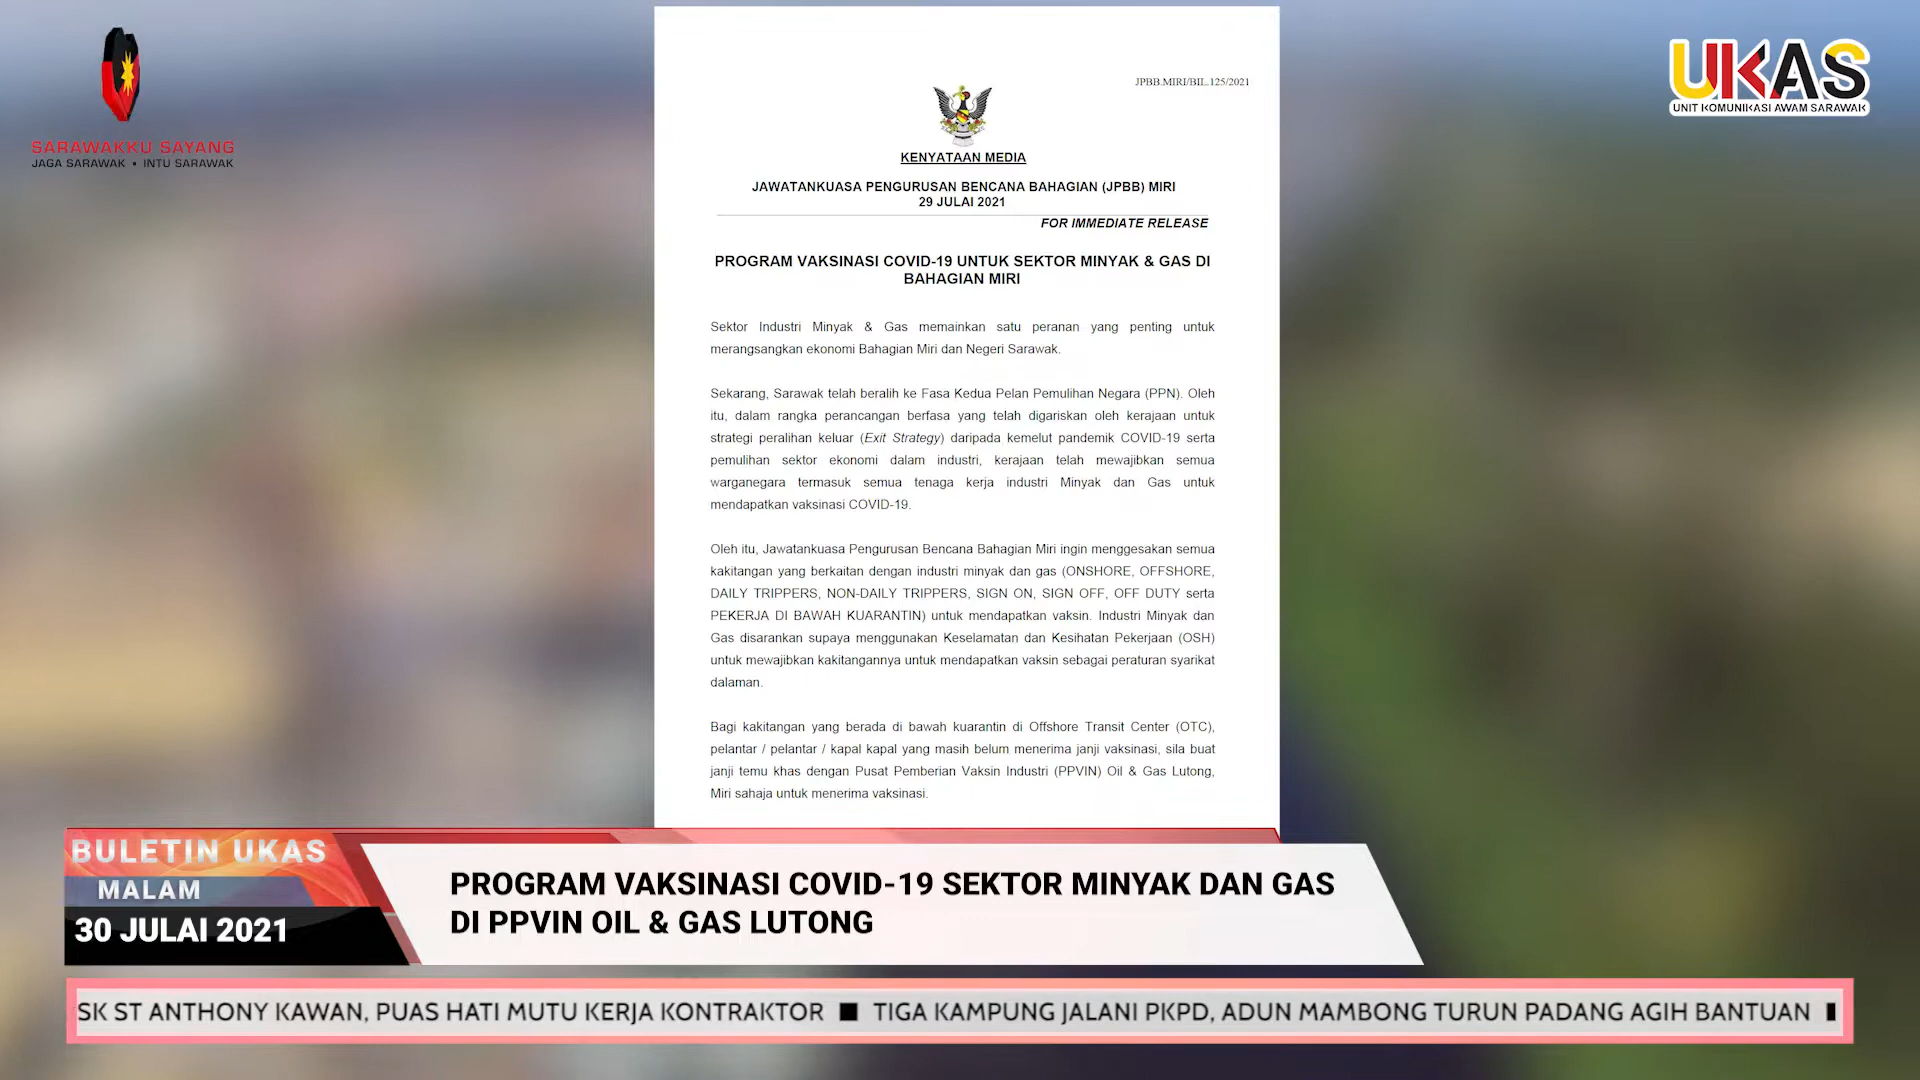 SARAWAKKU SAYANG
JAGA SARAWAK • INTU SARAWAK
UKAS
UNIT KOMUNIKASI AWAM SARAWAK
JPBB.MIRI/BIL.125/2021
KENYATAAN MEDIA
JAWATANKUASA PENGURUSAN BENCANA BAHAGIAN (JPBB) MIRI
29 JULAI 2021
FOR IMMEDIATE RELEASE
PROGRAM VAKSINASI COVID-19 UNTUK SEKTOR MINYAK & GAS DI
BAHAGIAN MIRI
Sektor Industri Minyak & Gas memainkan satu peranan yang penting untuk
merangsangkan ekonomi Bahagian Miri dan Negeri Sarawak.
Sekarang, Sarawak telah beralih ke Fasa Kedua Pelan Pemulihan Negara (PPN). Oleh
itu, dalam rangka perancangan berfasa yang telah digariskan oleh kerajaan untuk
strategi peralihan keluar (Exit Strategy) daripada kemelut pandemik COVID-19 serta
pemulihan sektor ekonomi dalam industri, kerajaan telah mewajibkan semua
warganegara termasuk semua tenaga kerja industri Minyak dan Gas untuk
mendapatkan vaksinasi COVID-19.
Oleh itu, Jawatankuasa Pengurusan Bencana Bahagian Miri ingin menggesakan semua
kakitangan yang berkaitan dengan industri minyak dan gas (ONSHORE, OFFSHORE,
DAILY TRIPPERS, NON-DAILY TRIPPERS, SIGN ON, SIGN OFF, OFF DUTY serta
PEKERJA DI BAWAH KUARANTIN) untuk mendapatkan vaksin. Industri Minyak dan
Gas disarankan supaya menggunakan Keselamatan dan Kesihatan Pekerjaan (OSH)
untuk mewajibkan kakitangannya untuk mendapatkan vaksin sebagai peraturan syarikat
dalaman.
Bagi kakitangan yang berada di bawah kuarantin di Offshore Transit Center (OTC),
pelantar / pelantar / kapal kapal yang masih belum menerima janji vaksinasi, sila buat
janji temu khas dengan Pusat Pemberian Vaksin Industri (PPVIN) Oil & Gas Lutong,
Miri sahaja untuk menerima vaksinasi.
BULETIN UKAS
MALAM
30 JULAI 2021
PROGRAM VAKSINASI COVID-19 SEKTOR MINYAK DAN GAS
DI PPVIN OIL & GAS LUTONG
SK ST ANTHONY KAWAN, PUAS HATI MUTU KERJA KONTRAKTOR ■ TIGA KAMPUNG JALANI PKPD, ADUN MAMBONG TURUN PADANG AGIH BANTUAN